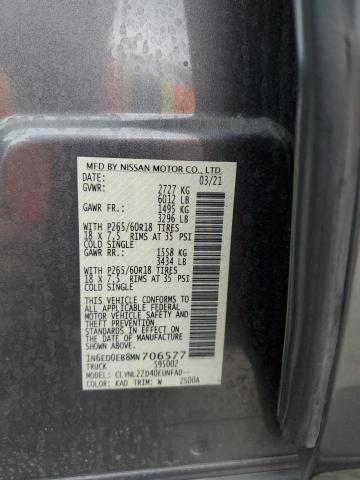 MFD BY NISSAN MOTOR CO., LTD.
DATE: 03/21
GVWR: 2727 KG
6012 LB
GAWR FR.: 1495 KG
3296 LB
WITH P265/60R18 TIRES
18 X 7.5 RIMS AT 35 PSI
COLD SINGLE
GAWR RR.: 1558 KG
3434 LB
WITH P265/60R18 TIRES
18 X 7.5 RIMS AT 35 PSI
COLD SINGLE
THIS VEHICLE CONFORMS TO
ALL APPLICABLE FEDERAL
MOTOR VEHICLE SAFETY
STANDARDS IN EFFECT ON
THE DATE OF MANUFACTURE
SHOWN ABOVE.
1N6ED0EB8MN706577
TRUCK S95002
MODEL: CLYNLZZD40EUNFAD--
COLOR: KAD TRIM: W 2500A